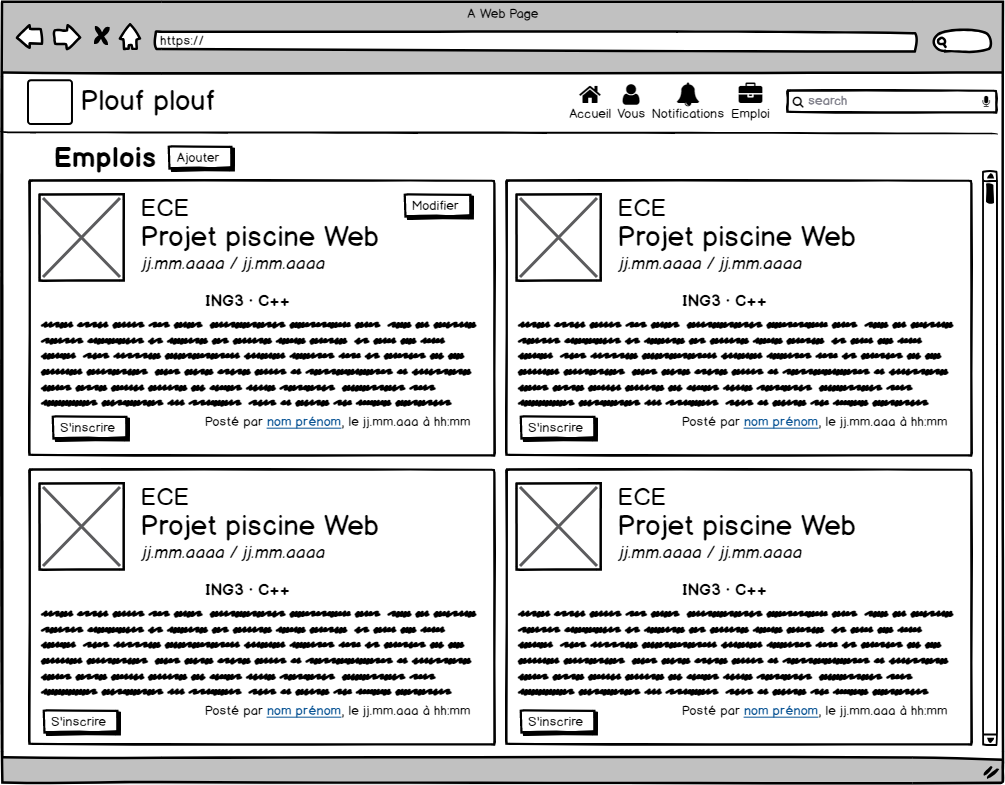 A Web Page
https://
Plouf plouf
Accueil Vous Notifications Emploi
search
Emplois
Ajouter
ECE
Modifier
Projet piscine Web
jj.mm.aaaa / jj.mm.aaaa
ING3 · C++
S'inscrire
Posté par nom prénom, le jj.mm.aaa à hh:mm
ECE
Projet piscine Web
jj.mm.aaaa / jj.mm.aaaa
ING3 · C++
S'inscrire
Posté par nom prénom, le jj.mm.aaa à hh:mm
ECE
Projet piscine Web
jj.mm.aaaa / jj.mm.aaaa
ING3 · C++
S'inscrire
Posté par nom prénom, le jj.mm.aaa à hh:mm
ECE
Projet piscine Web
jj.mm.aaaa / jj.mm.aaaa
ING3 · C++
S'inscrire
Posté par nom prénom, le jj.mm.aaa à hh:mm